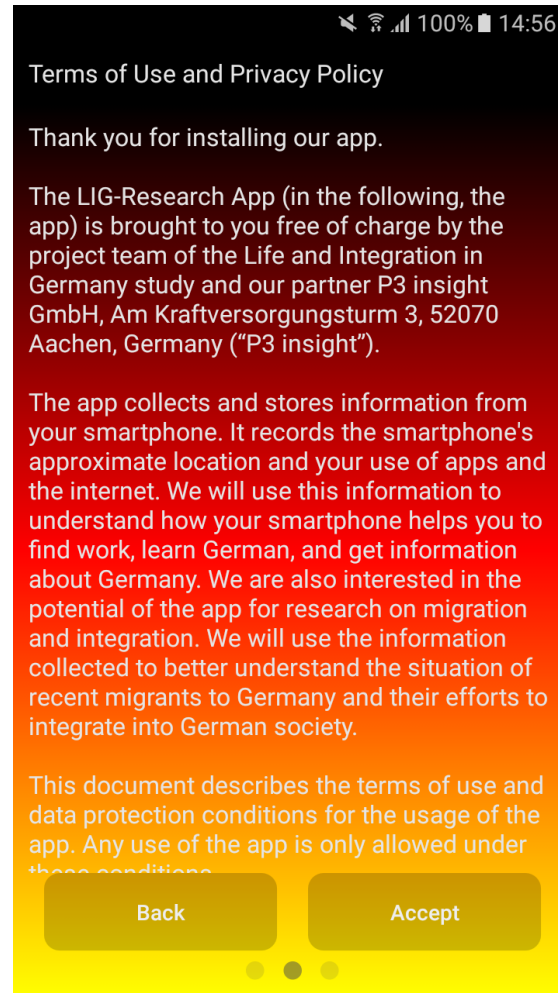 100% 14:56
Terms of Use and Privacy Policy
Thank you for installing our app.
The LIG-Research App (in the following, the
app) is brought to you free of charge by the
project team of the Life and Integration in
Germany study and our partner P3 insight
GmbH, Am Kraftversorgungsturm 3, 52070
Aachen, Germany (“P3 insight”).
The app collects and stores information from
your smartphone. It records the smartphone's
approximate location and your use of apps and
the internet. We will use this information to
understand how your smartphone helps you to
find work, learn German, and get information
about Germany. We are also interested in the
potential of the app for research on migration
and integration. We will use the information
collected to better understand the situation of
recent migrants to Germany and their efforts to
integrate into German society.
This document describes the terms of use and
data protection conditions for the usage of the
app. Any use of the app is only allowed under
these conditions.
Back Accept